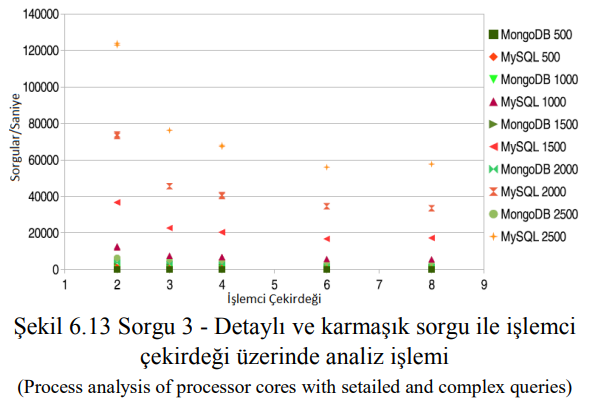 140000
120000
100000
80000
60000
40000
20000
0
Sorgular/Saniye
1 2 3 4 5 6 7 8 9
İşlemci Çekirdeği
MongoDB 500
MySQL 500
MongoDB 1000
MySQL 1000
MongoDB 1500
MySQL 1500
MongoDB 2000
MySQL 2000
MongoDB 2500
MySQL 2500
Şekil 6.13 Sorgu 3 - Detaylı ve karmaşık sorgu ile işlemci
çekirdeği üzerinde analiz işlemi
(Process analysis of processor cores with setailed and complex queries)